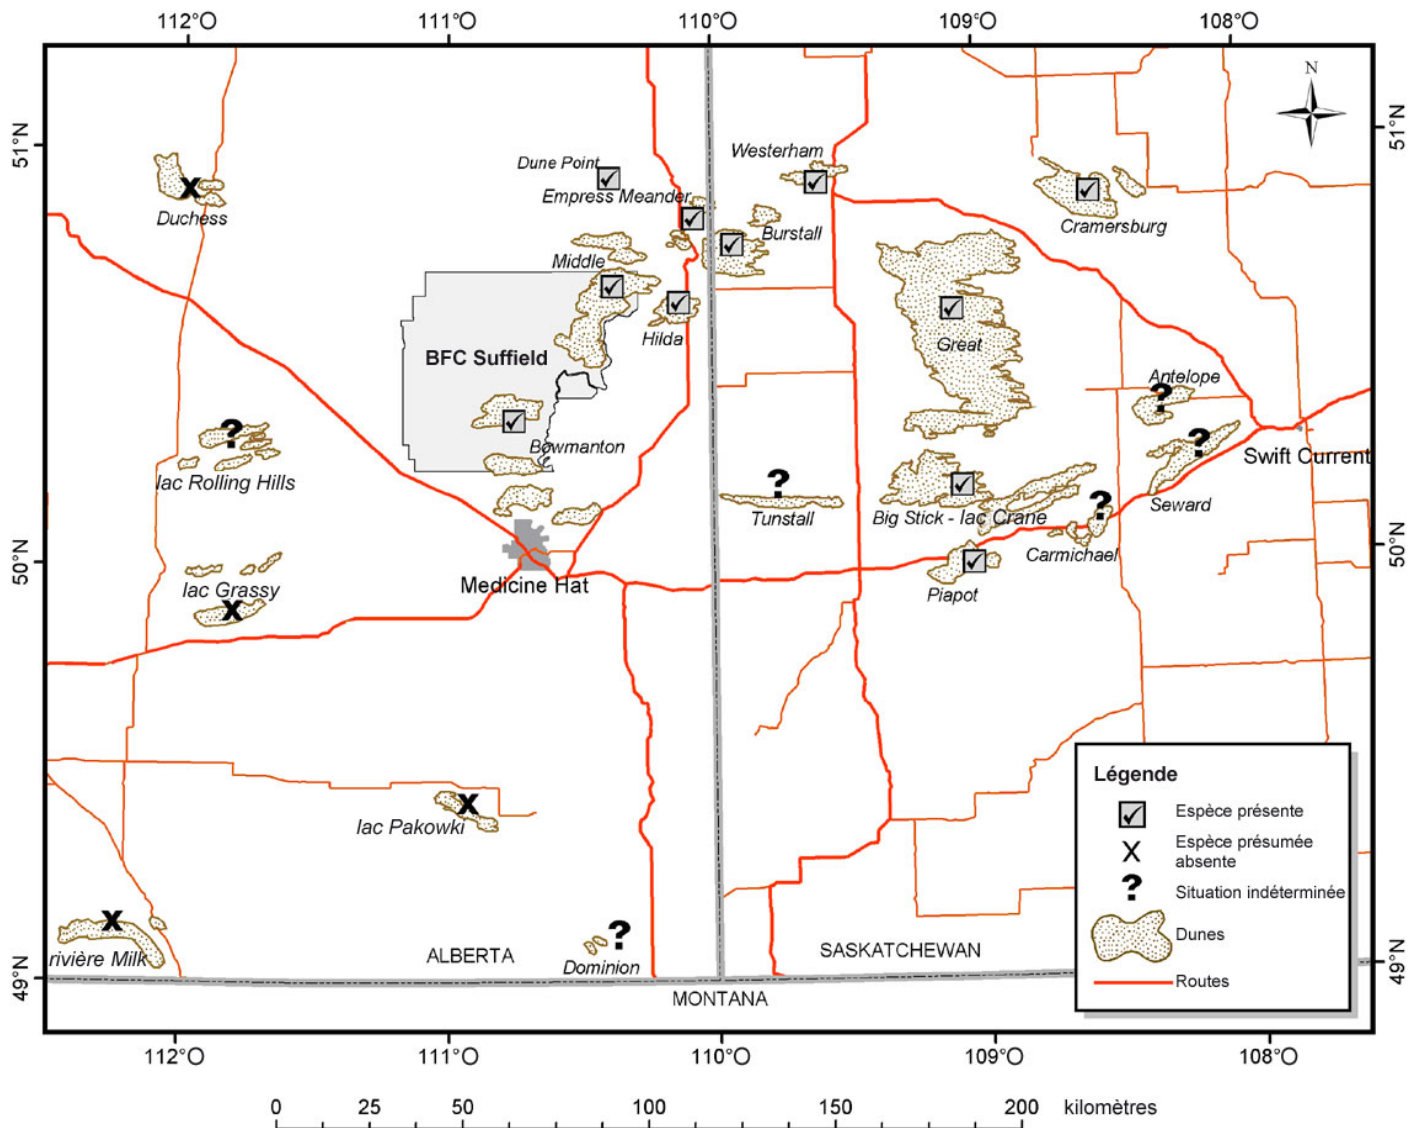 112°O 111°O 110°O 109°O 108°O
N
51°N
51°N
Westerham
Dune Point
Empress Meander
Duchess
Burstall
Cramersburg
Middle
Hilda
Great
BFC Suffield
Antelope
?
?
?
Bowmanton
Swift Current
lac Rolling Hills
?
Tunstall
Big Stick - lac Crane
?
Seward
50°N
50°N
Carmichael
Medicine Hat
lac Grassy
Piapot
X
X
lac Pakowki
X
X
rivière Milk
ALBERTA
?
Dominion
SASKATCHEWAN
MONTANA
49°N
49°N
Légende
Espèce présente
X
Espèce présumée
absente
?
Situation indéterminée
Dunes
Routes
112°O 111°O 110°O 109°O 108°O
0 25 50 100 150 200 kilomètres